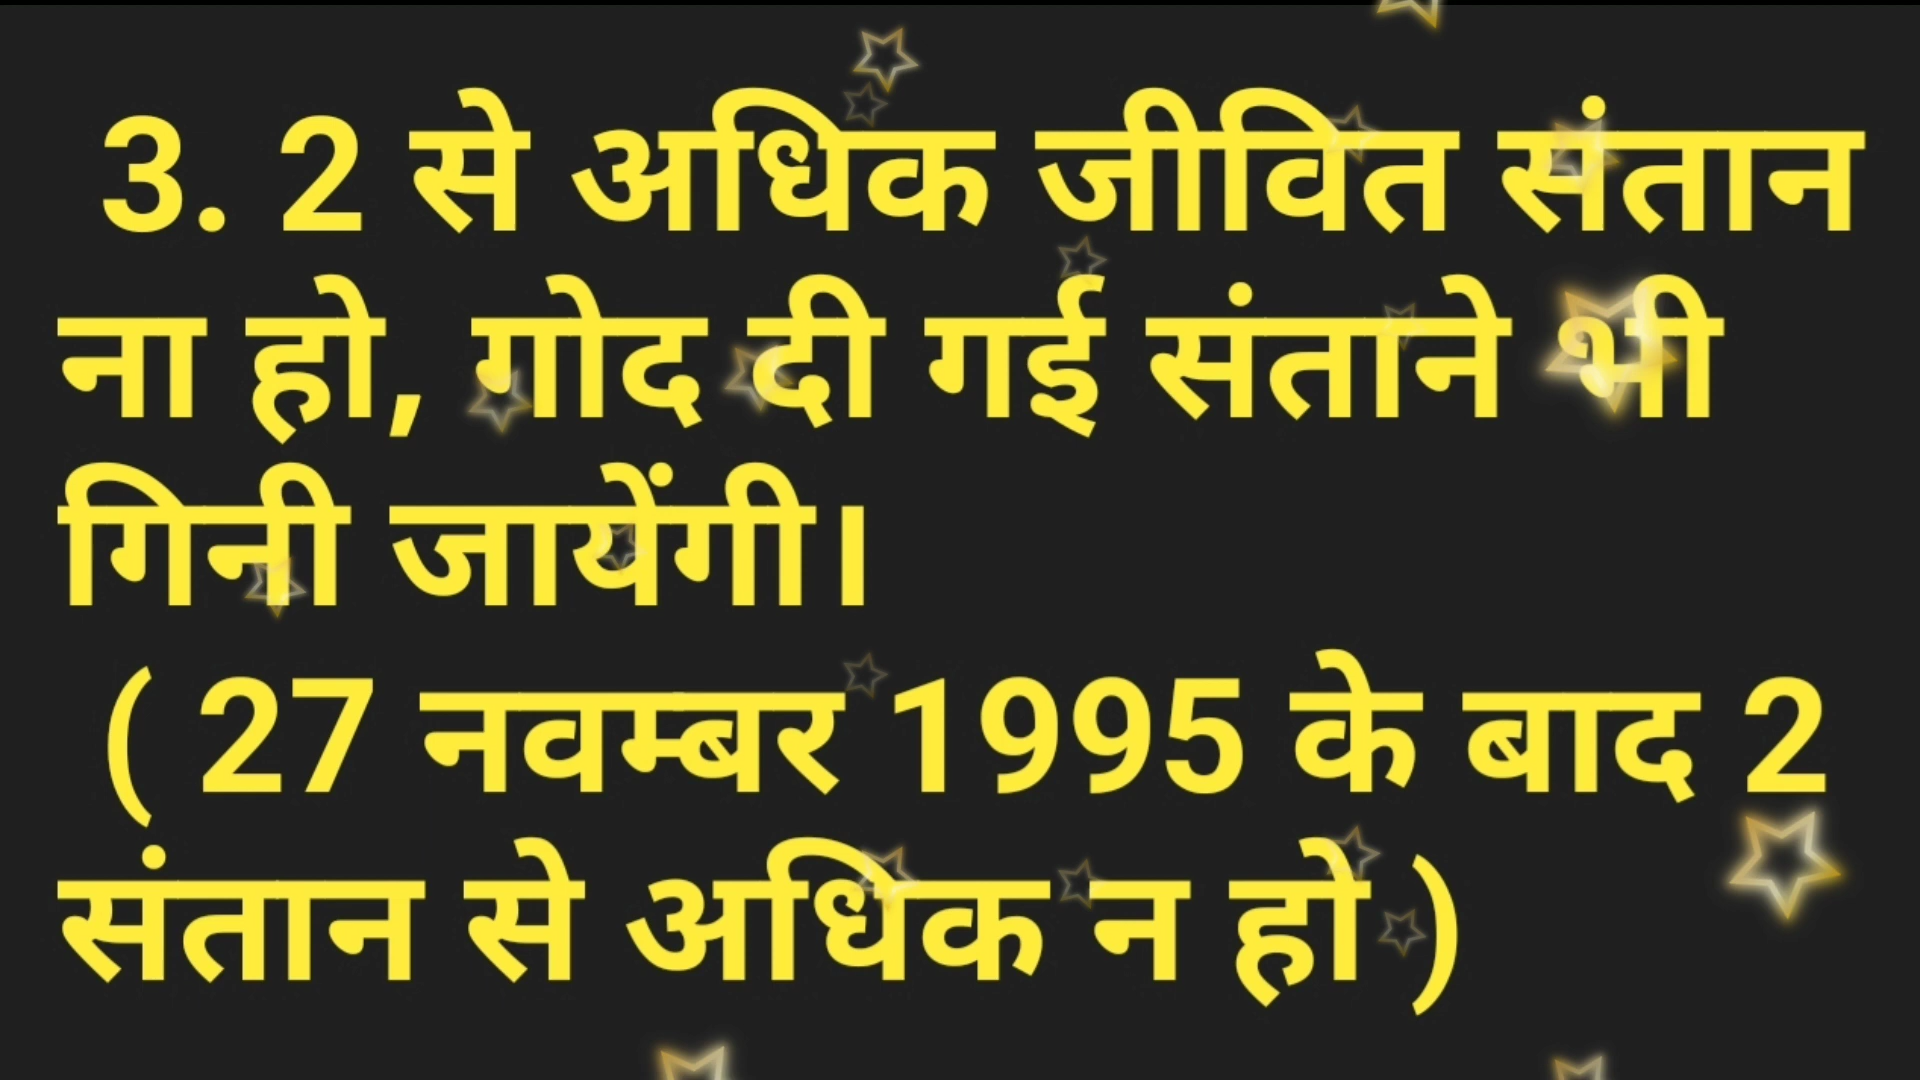 3. 2 से अधिक जीवित संतान
ना हो, गोद दी गई संताने भी
गिनी जायेंगी।
( 27 नवम्बर 1995 के बाद 2
संतान से अधिक न हो )